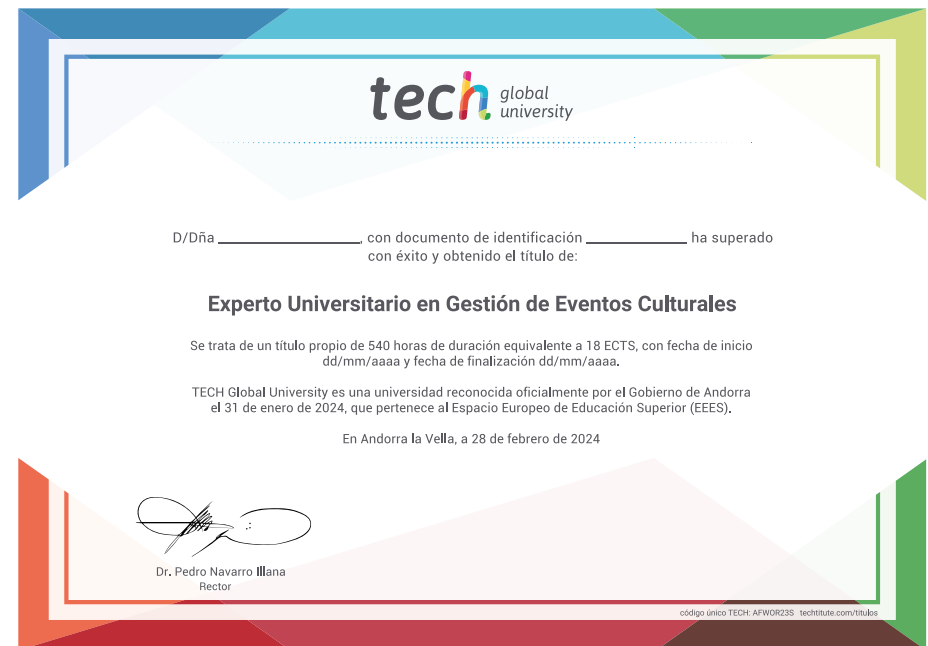 tech global
university
D/Dña ______________________, con documento de identificación ______________ ha superado
con éxito y obtenido el título de:
Experto Universitario en Gestión de Eventos Culturales
Se trata de un título propio de 540 horas de duración equivalente a 18 ECTS, con fecha de inicio
dd/mm/aaaa y fecha de finalización dd/mm/aaaa.
TECH Global University es una universidad reconocida oficialmente por el Gobierno de Andorra
el 31 de enero de 2024, que pertenece al Espacio Europeo de Educación Superior (EEES).
En Andorra la Vella, a 28 de febrero de 2024
Dr. Pedro Navarro Illana
Rector
código único TECH: AFWOR23S techtitute.com/titulos